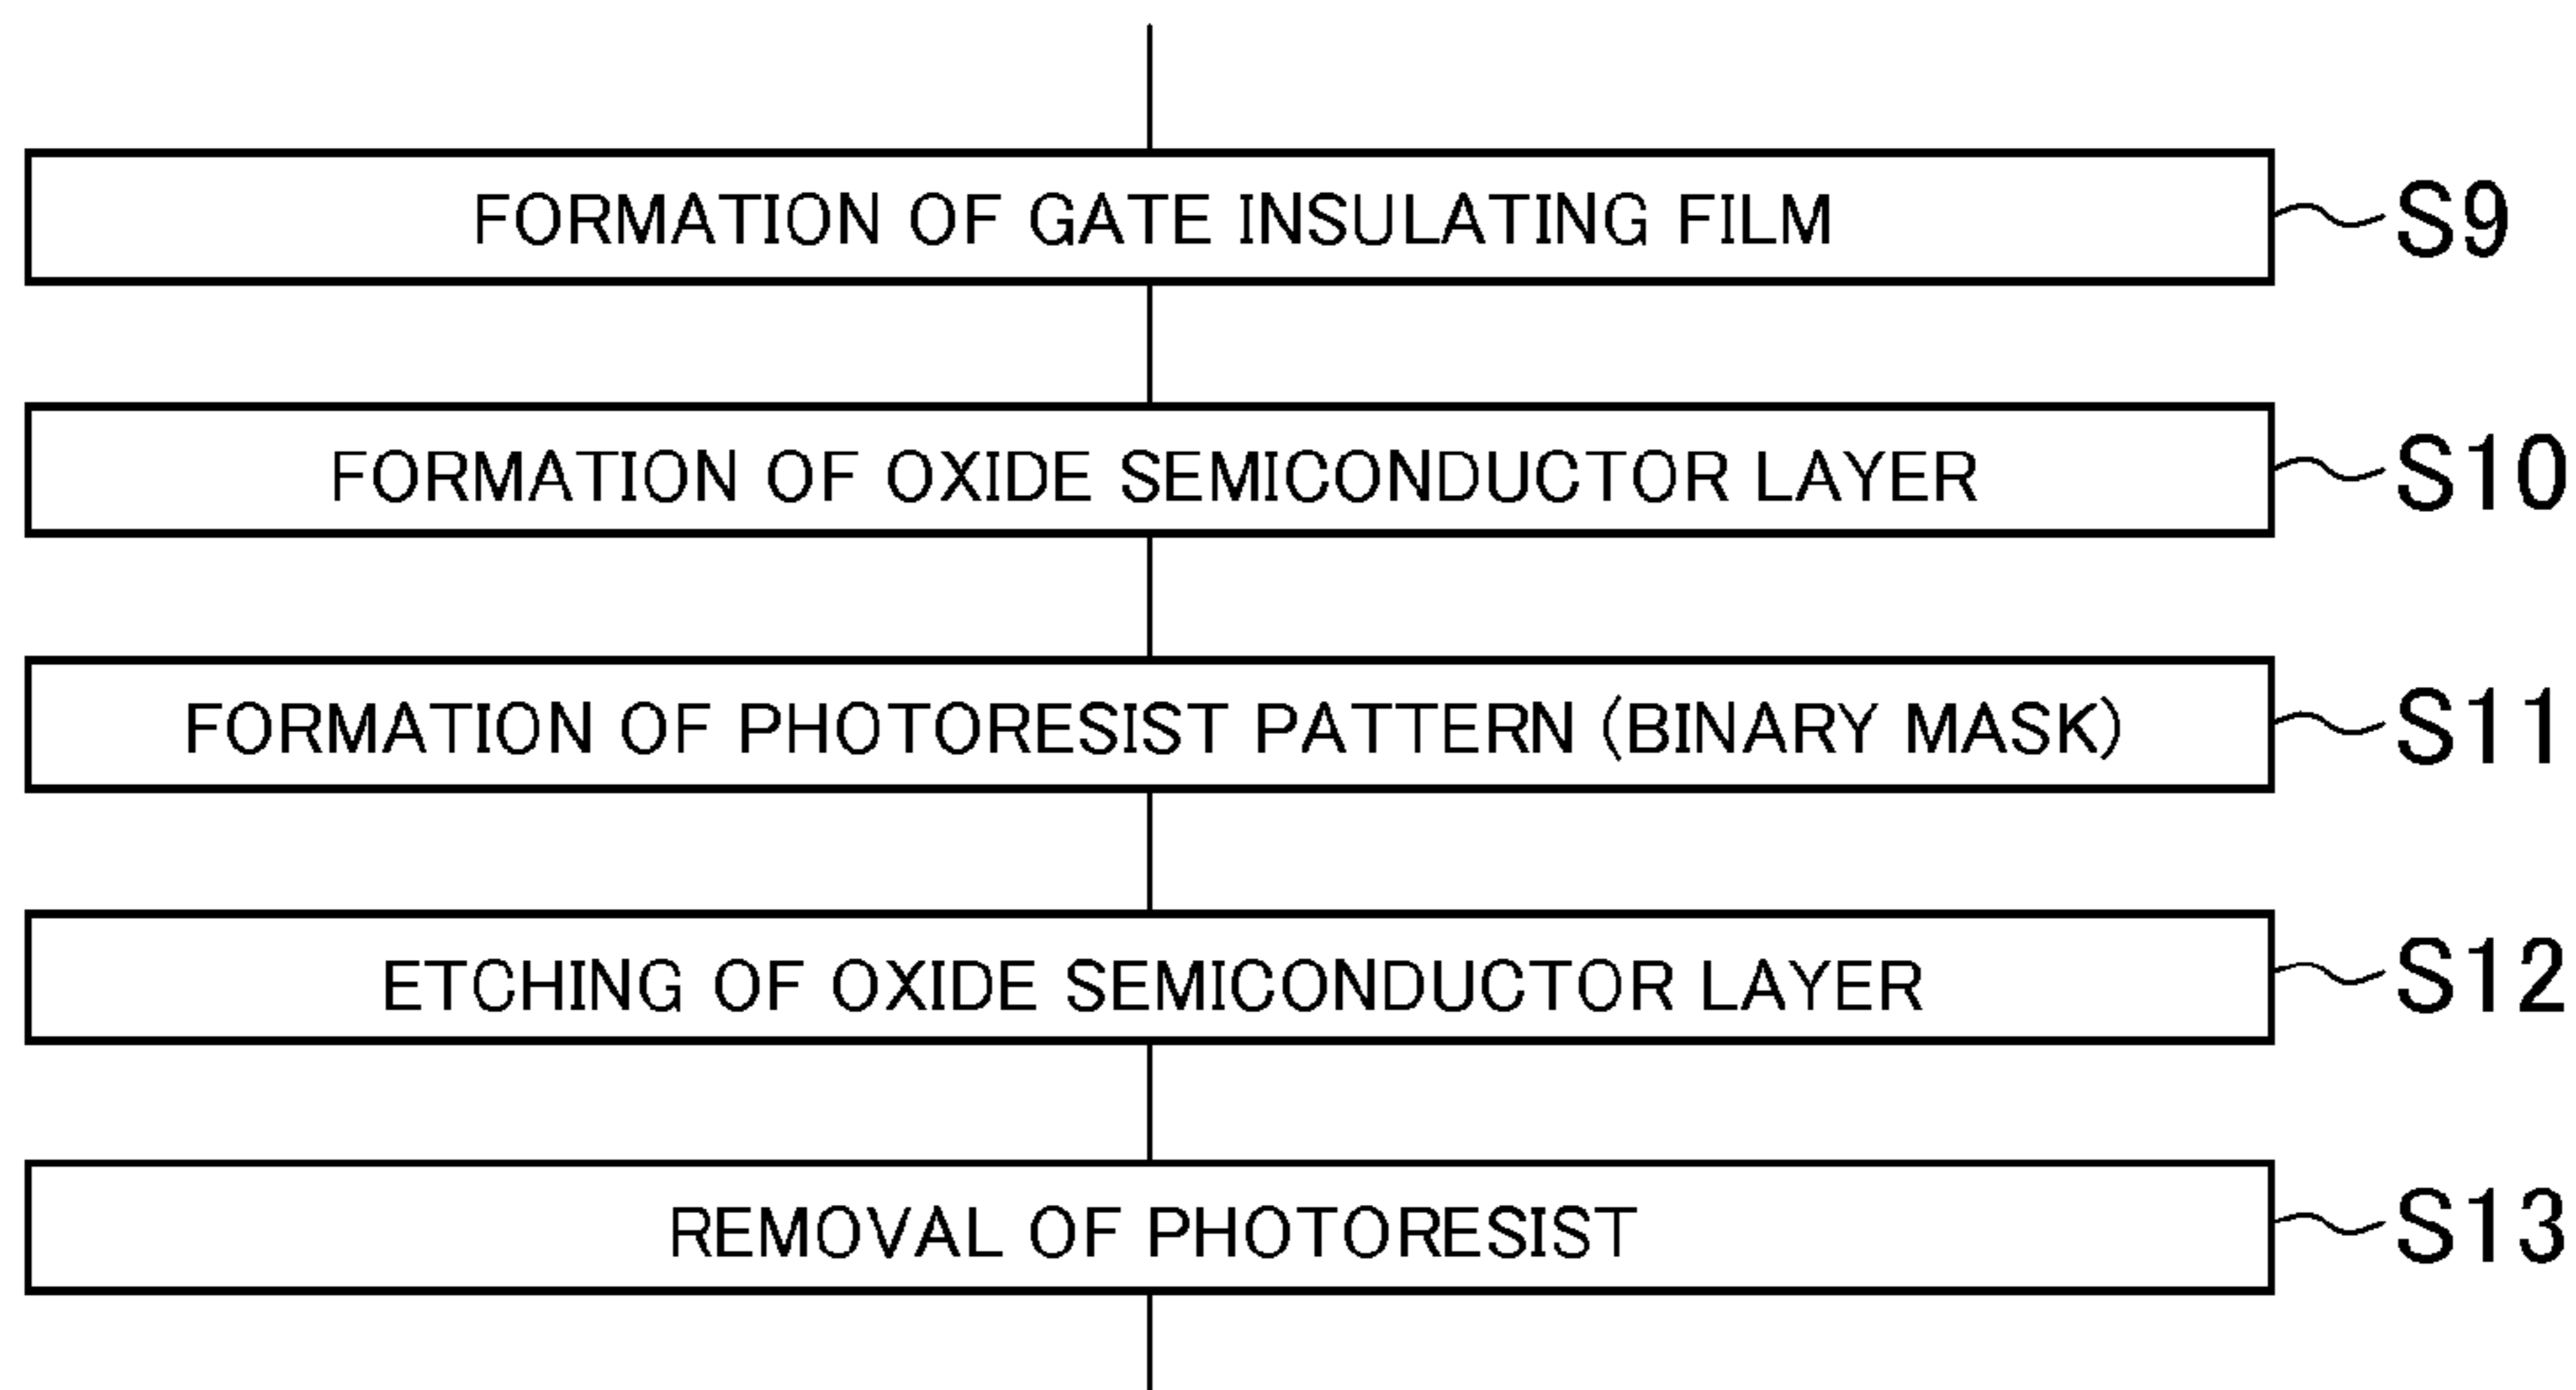 FORMATION OF GATE INSULATING FILM S9
FORMATION OF OXIDE SEMICONDUCTOR LAYER S10
FORMATION OF PHOTORESIST PATTERN (BINARY MASK) S11
ETCHING OF OXIDE SEMICONDUCTOR LAYER S12
REMOVAL OF PHOTORESIST S13